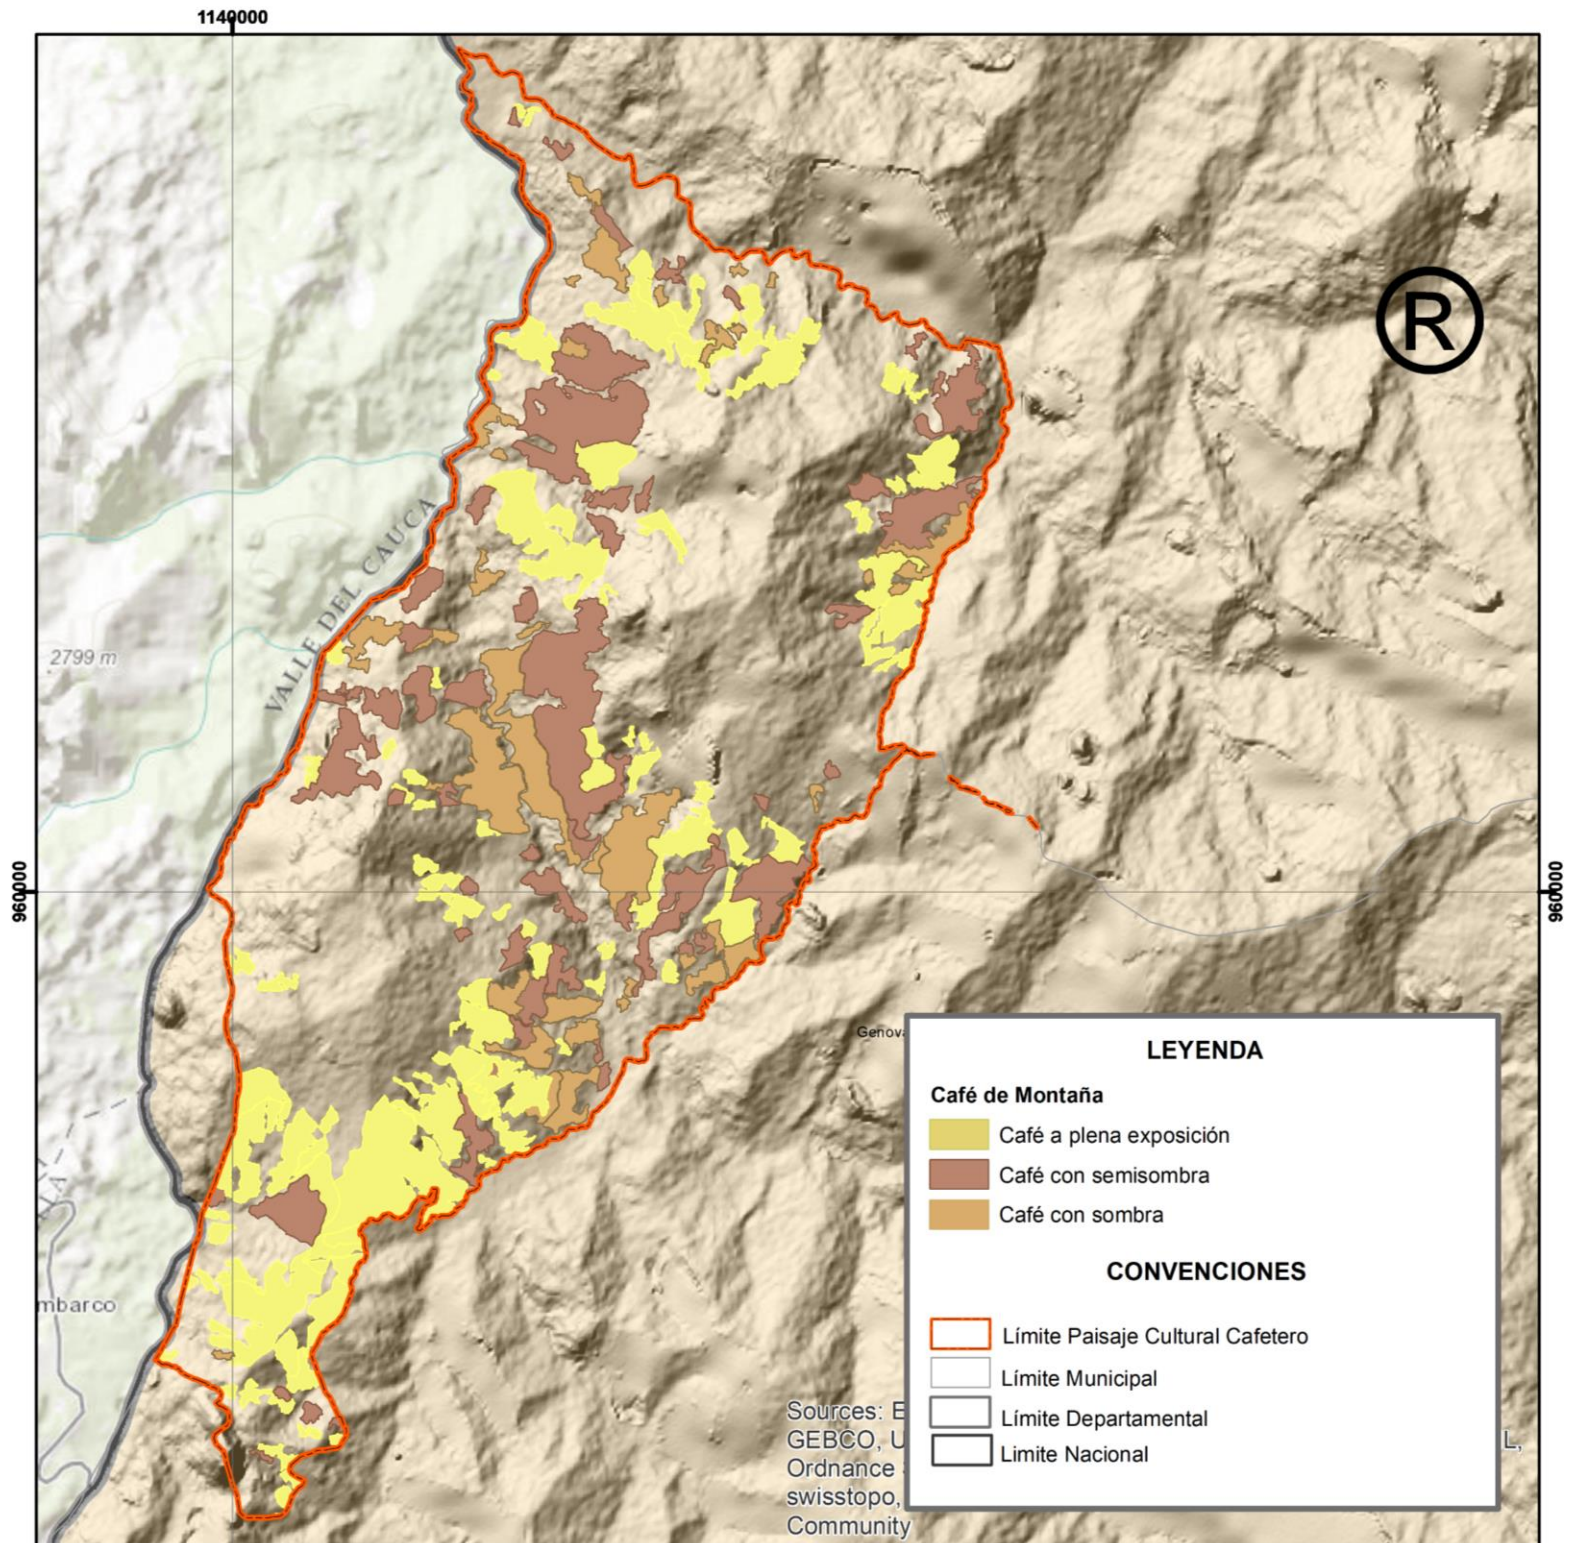 1140000
®
VALLE DEL CAUCA
2799 m
960000
960000
Genov
mbarco
LEYENDA
Café de Montaña
Café a plena exposición
Café con semisombra
Café con sombra
CONVENCIONES
Límite Paisaje Cultural Cafetero
Límite Municipal
Límite Departamental
Limite Nacional
Sources: E
GEBCO, U
L,
Ordnance
swisstopo,
Community